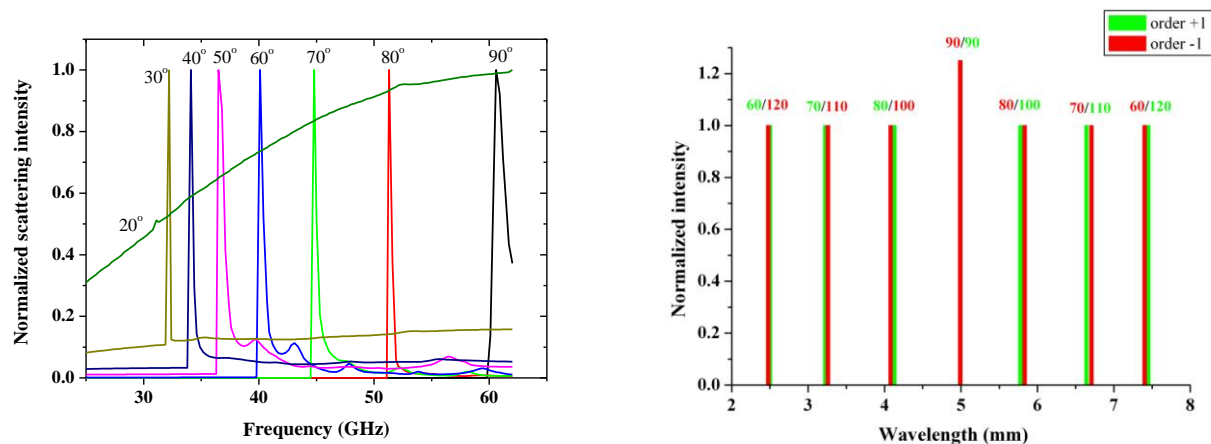 30° 40° 50° 60° 70° 80° 90°
20°
1.0
0.8
0.6
0.4
0.2
0.0
Normalized scattering intensity
30 40 50 60
Frequency (GHz)
order +1
order -1
90/90
60/120 70/110 80/100 80/100 70/110 60/120
1.2
1.0
0.8
0.6
0.4
0.2
0.0
Normalized intensity
2 3 4 5 6 7 8
Wavelength (mm)